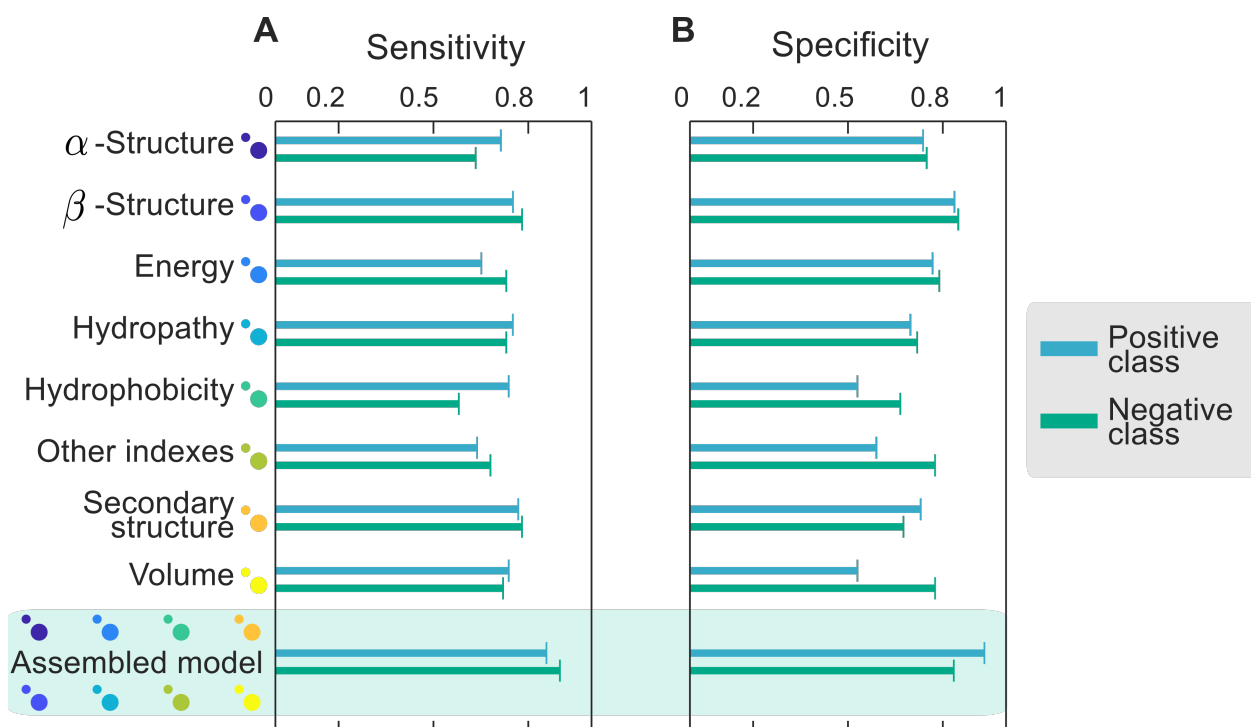 A
Sensitivity
0 0.2 0.5 0.8 1
B
Specificity
0 0.2 0.5 0.8 1
α -Structure
β -Structure
Energy
Hydropathy
Hydrophobicity
Other indexes
Secondary
structure
Volume
Assembled model
Positive
class
Negative
class